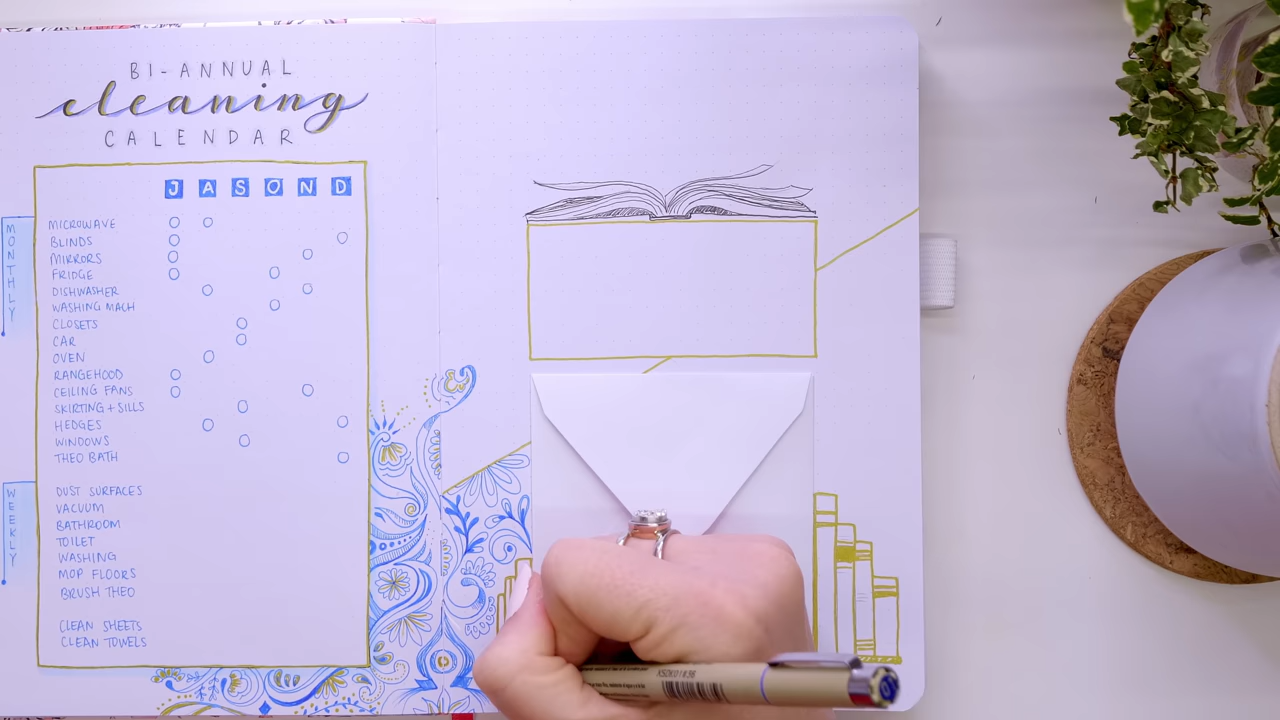 BI-ANNUAL
cleaning
CALENDAR
J A S O N D
MONTHLY
MICROWAVE
BLINDS
MIRRORS
FRIDGE
DISHWASHER
WASHING MACH
CLOSETS
CAR
OVEN
RANGEHOOD
CEILING FANS
SKIRTING + SILLS
HEDGES
WINDOWS
THEO BATH
WEEKLY
DUST SURFACES
VACUUM
BATHROOM
TOILET
WASHING
MOP FLOORS
BRUSH THEO
CLEAN SHEETS
CLEAN TOWELS